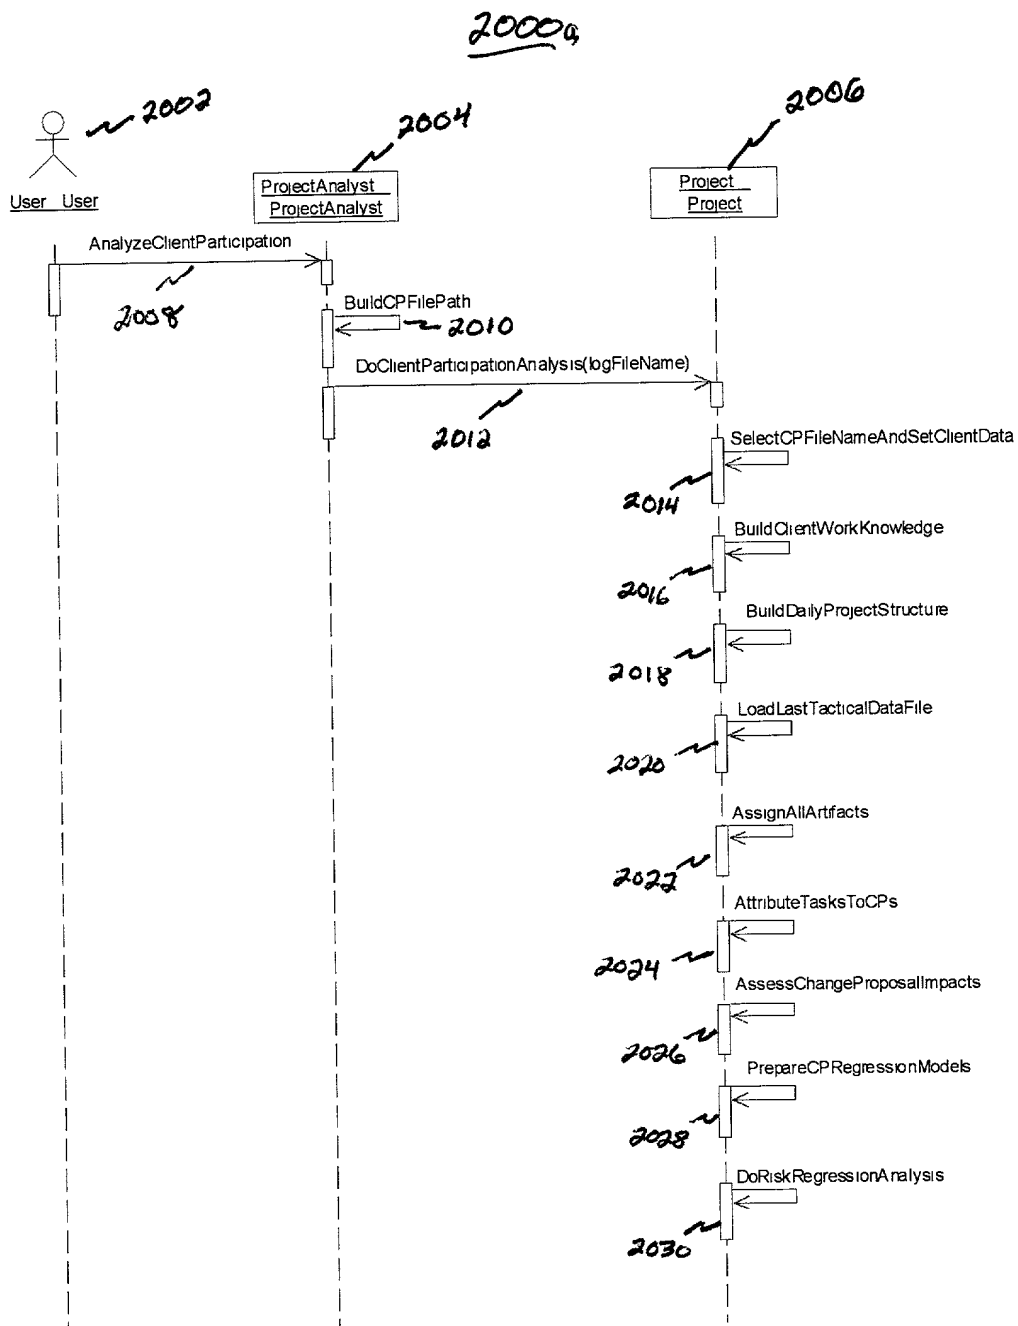 2000a
2002
2004
2006
User   User
ProjectAnalyst
ProjectAnalyst
Project
Project
AnalyzeClientParticipation
2008
BuildCPFilePath
2010
DoClientParticipationAnalysis(logFileName)
2012
SelectCPFileNameAndSetClientData
2014
BuildClientWorkKnowledge
2016
BuildDailyProjectStructure
2018
LoadLastTacticalDataFile
2020
AssignAllArtifacts
2022
AttributeTasksToCPs
2024
AssessChangeProposalImpacts
2026
PrepareCPRegressionModels
2028
DoRiskRegressionAnalysis
2030